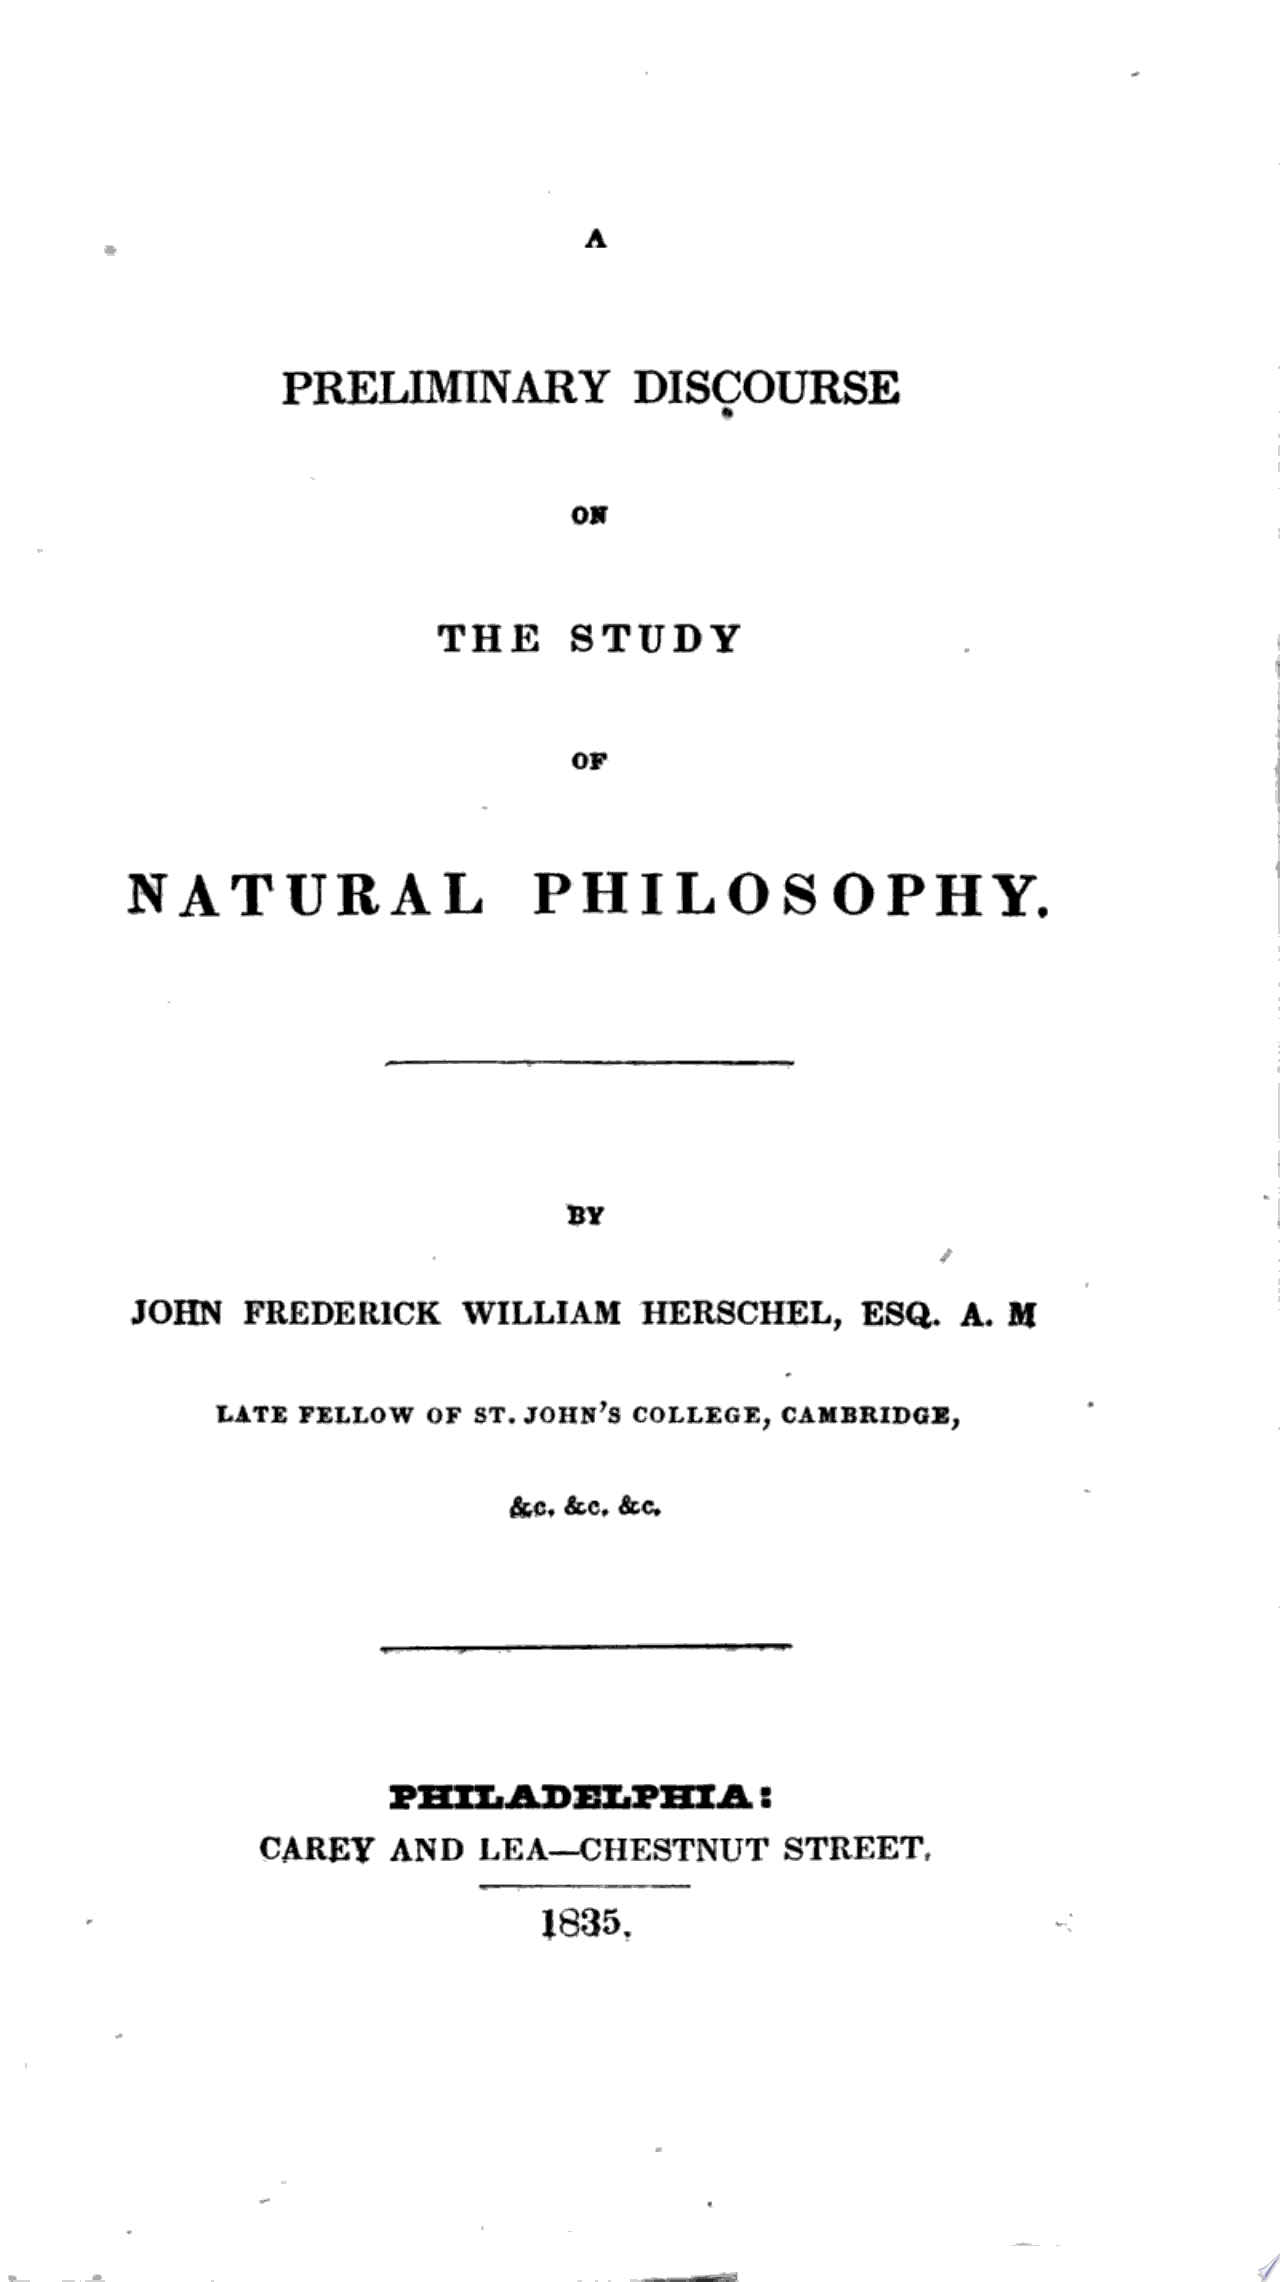 A
PRELIMINARY DISCOURSE
ON
THE STUDY
OF
NATURAL PHILOSOPHY.
BY
JOHN FREDERICK WILLIAM HERSCHEL, ESQ. A. M
LATE FELLOW OF ST. JOHN'S COLLEGE, CAMBRIDGE,
&c. &c. &c.
PHILADELPHIA:
CAREY AND LEA—CHESTNUT STREET.
1835.